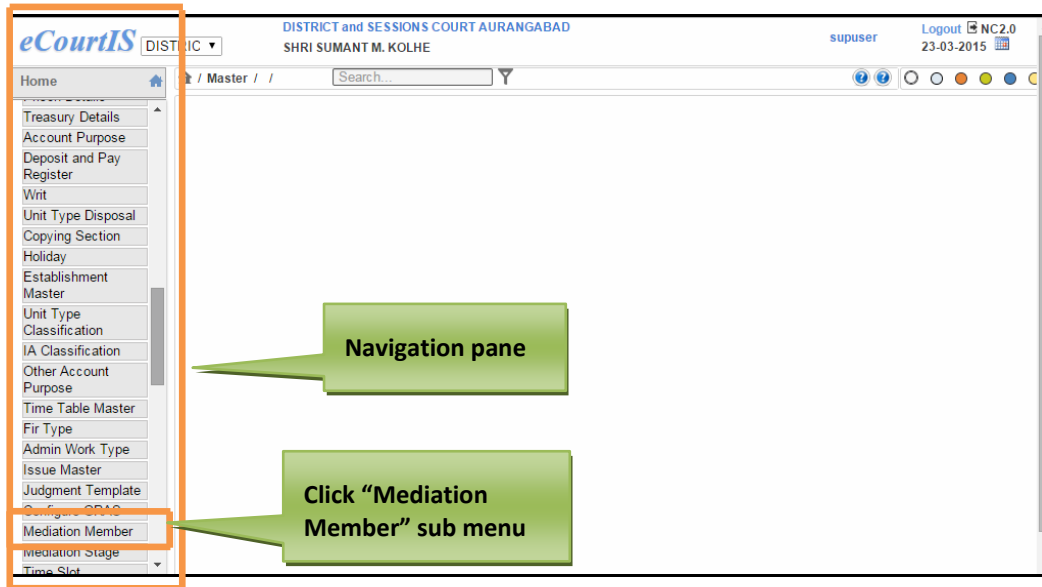 DISTRICT and SESSIONS COURT AURANGABAD
Logout NC2.0
eCourtIS DISTRIC
SHRI SUMANT M. KOLHE
supuser
23-03-2015
Home
/ Master / /
Search...
Treasury Details
Account Purpose
Deposit and Pay
Register
Writ
Unit Type Disposal
Copying Section
Holiday
Establishment
Master
Unit Type
Classification
IA Classification
Other Account
Purpose
Time Table Master
Fir Type
Admin Work Type
Issue Master
Judgment Template
Mediation Member
Mediation Stage
Time Slot
Navigation pane
Click “Mediation
Member” sub menu